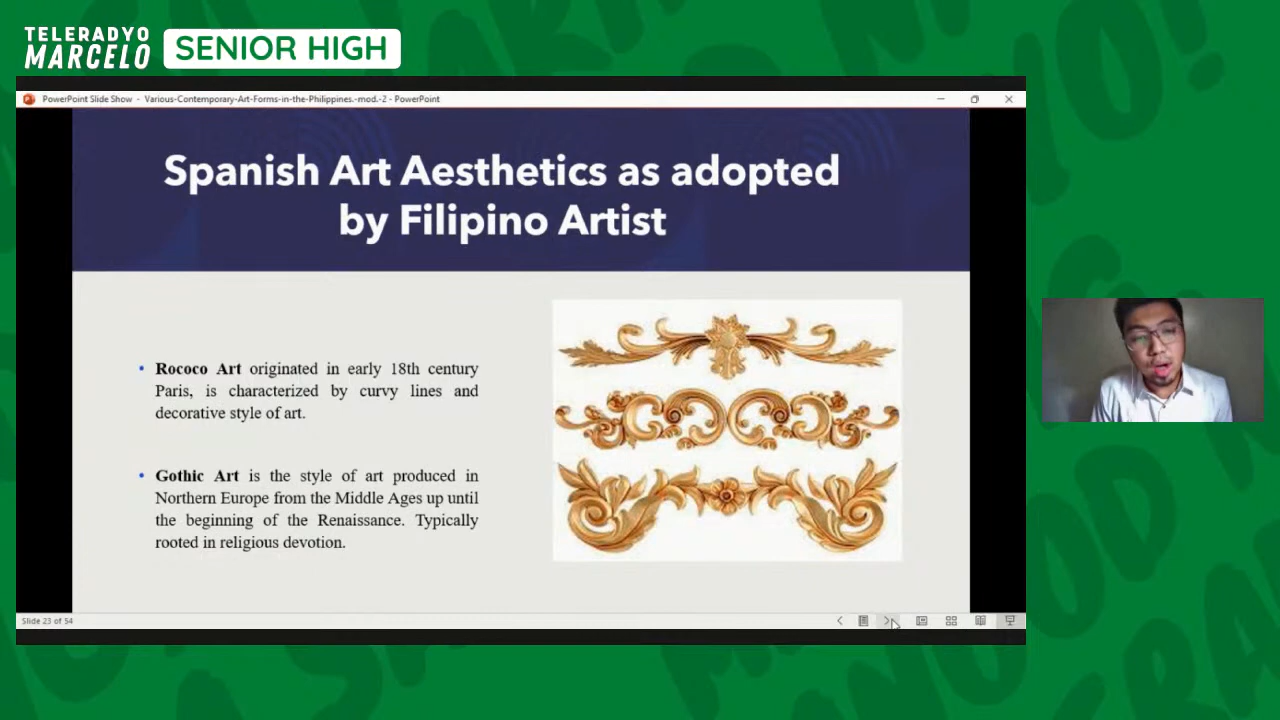 TELERADYO
MARCELO
SENIOR HIGH
PowerPoint Slide Show - Various-Contemporary-Art-Forms-in-the-Philippines.-mod.-2 - PowerPoint
Spanish Art Aesthetics as adopted
by Filipino Artist
• Rococo Art originated in early 18th century
Paris, is characterized by curvy lines and
decorative style of art.
• Gothic Art is the style of art produced in
Northern Europe from the Middle Ages up until
the beginning of the Renaissance. Typically
rooted in religious devotion.
Slide 23 of 54